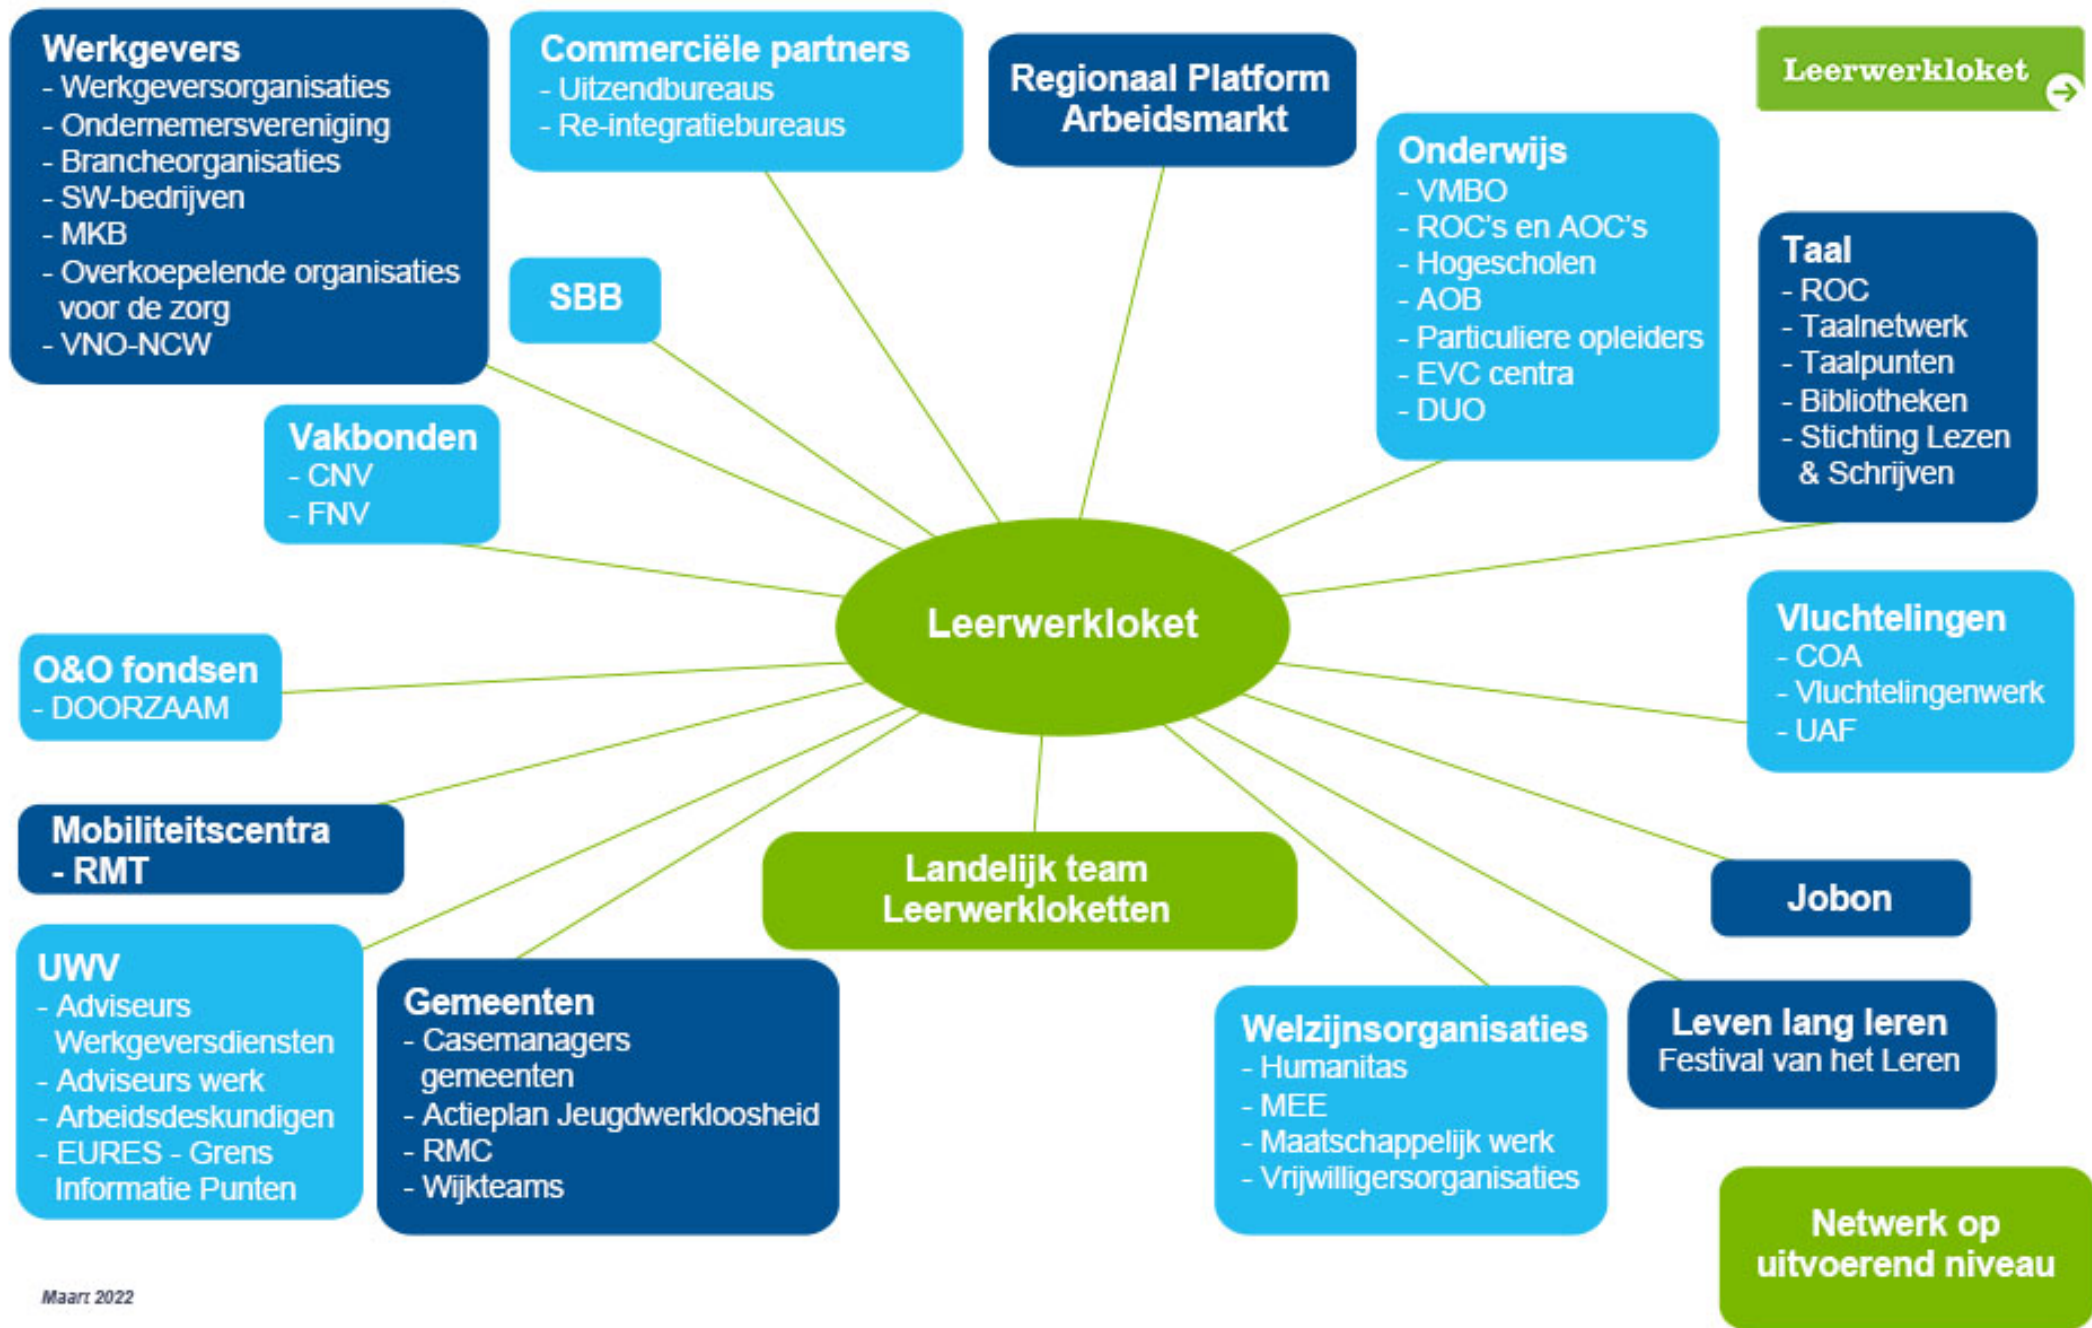 Werkgevers
- Werkgeversorganisaties
- Ondernemersvereniging
- Brancheorganisaties
- SW-bedrijven
- MKB
- Overkoepelende organisaties
voor de zorg
- VNO-NCW
Commerciële partners
- Uitzendbureaus
- Re-integratiebureaus
Regionaal Platform
Arbeidsmarkt
Leerwerkloket
Onderwijs
- VMBO
- ROC's en AOC's
- Hogescholen
- AOB
- Particuliere opleiders
- EVC centra
- DUO
Taal
- ROC
- Taalnetwerk
- Taalpunten
- Bibliotheken
- Stichting Lezen
& Schrijven
SBB
Vakbonden
- CNV
- FNV
Leerwerkloket
Vluchtelingen
- COA
- Vluchtelingenwerk
- UAF
O&O fondsen
- DOORZAAM
Mobiliteitscentra
- RMT
Landelijk team
Leerwerkloketten
Jobon
UWV
- Adviseurs
Werkgeversdiensten
- Adviseurs werk
- Arbeidsdeskundigen
- EURES - Grens
Informatie Punten
Gemeenten
- Casemanagers
gemeenten
- Actieplan Jeugdwerkloosheid
- RMC
- Wijkteams
Welzijnsorganisaties
- Humanitas
- MEE
- Maatschappelijk werk
- Vrijwilligersorganisaties
Leven lang leren
Festival van het Leren
Netwerk op
uitvoerend niveau
Maart 2022